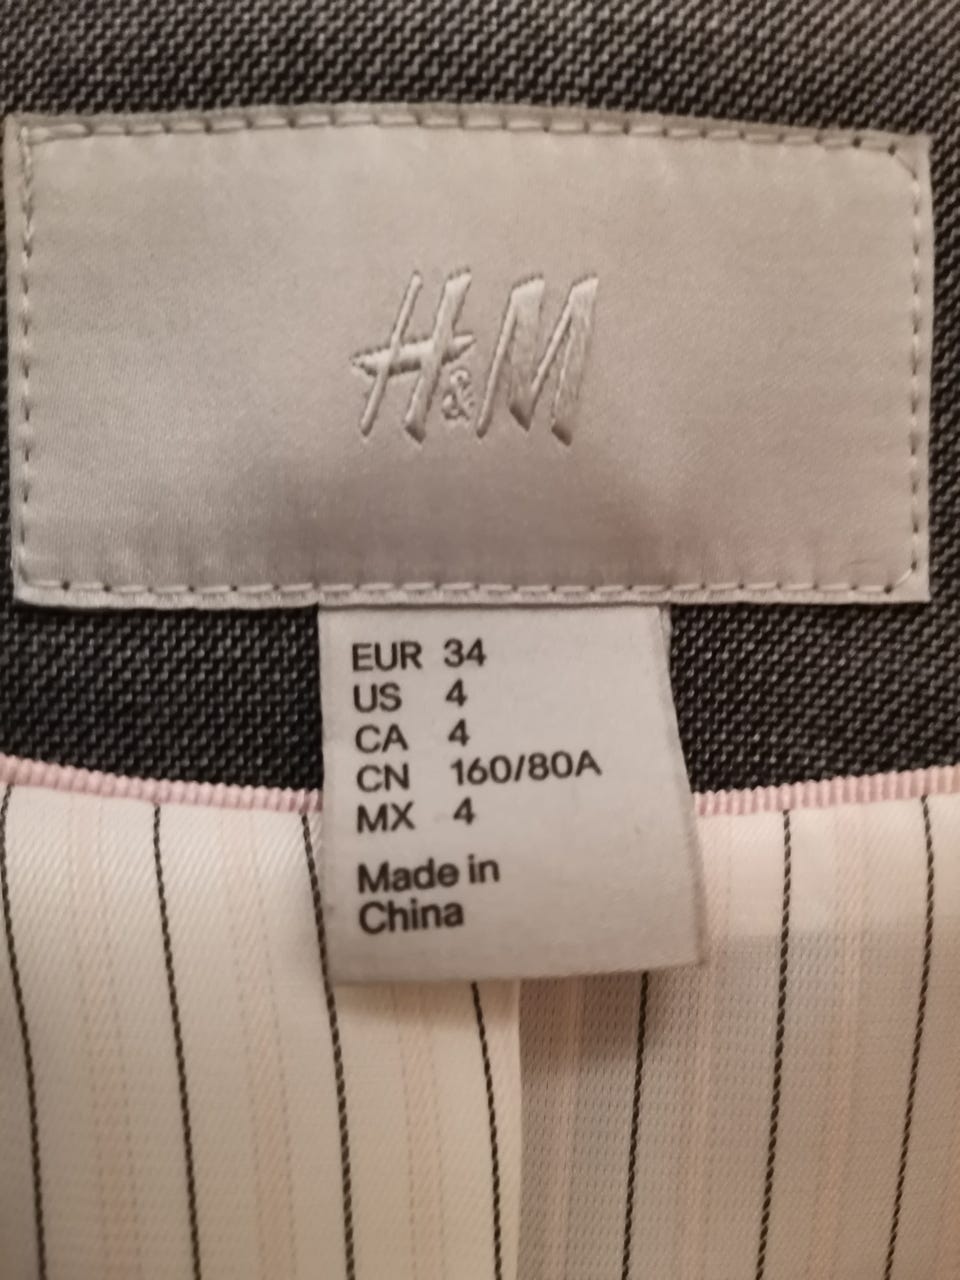 H&M
EUR 34
US 4
CA 4
CN 160/80A
MX 4
Made in
China